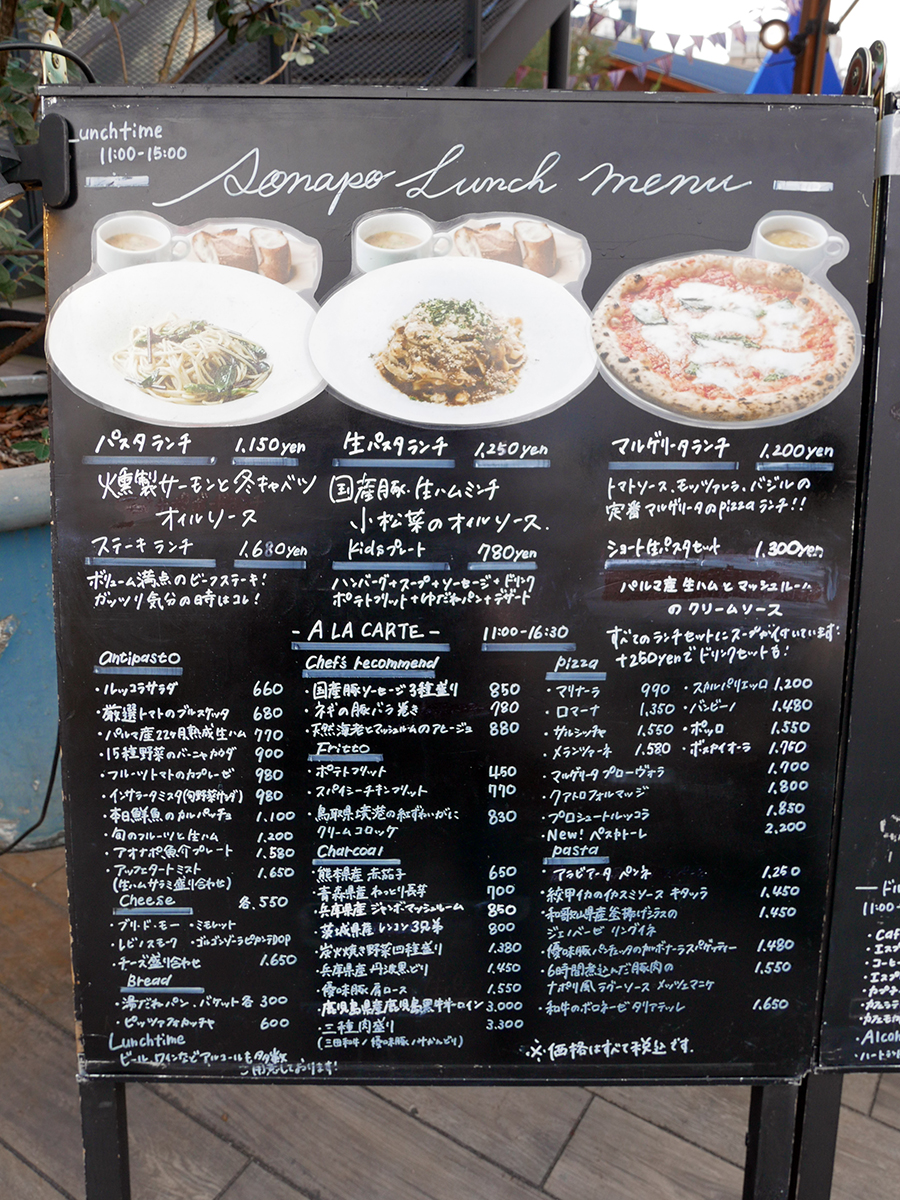 Lunchtime
11:00-15:00
Aonapo Lunch menu
パスタランチ 1.150yen
燻製サーモンと冬キャベツ
オイルソース
生パスタランチ 1.250yen
国産豚・生ハムミンチ
小松菜のオイルソース.
マルゲリータランチ 1.200yen
トマトソース、モッツァレラ、バジルの
定番マルゲリータのpizzaランチ!!
ステーキランチ 1.680yen
ボリューム満点のビーフステーキ!
ガッツリ気分の日時はコレ!
Kidsプレート 780yen
ハンバーグ+スープ+ソーセージ+ドリンク
ポテトフリット+ゆだねパン+デザート
ショート生パスタセット 1.300yen
パルマ産生ハムとマッシュルーム
のクリームソース
すべてのランチセットにスープが付いています.
+250yenでドリンクセットも!
- A LA CARTE - 11:00-16:30
antipasto
・ルッコラサラダ 660
・厳選トマトのブルスケッタ 680
・パルマ産22ヶ月熟成生ハム 770
・15種野菜のバーニャカウダ 900
・フルーツトマトのカプレーゼ 980
・インサラータミスタ(旬野菜サラダ) 980
・本日鮮魚のカルパッチョ 1.100
・旬のフルーツと生ハム 1.200
・アオナポ魚介プレート 1.580
・アッフェタートミスト 1.650
(生ハムサラミ盛り合わせ)
Cheese 各.550
・ブリ・ド・モー ・ミモレット
・レビノスモーク ・ゴルゴンゾーラピカンテDOP
・チーズ盛り合わせ 1.650
Bread
・湯だねパン、バケット各 300
・ピッツァフォカッチャ 600
Lunchtime
ビール、ワインなどアルコールも多数
ご用意しております!
Chef's recommend
・国産豚ソーセージ3種盛り 850
・ネギの豚バラ巻き 780
・天然海老とマッシュルームのアヒージョ 880
Fritto
・ポテトフリット 450
・スパイシーチキンフリット 770
・鳥取県境港の紅ずわいがに 830
クリームコロッケ
Charcoal
・熊本県産 赤茄子 650
・青森県産 ねっとり長芋 700
・兵庫県産 ジャンボマッシュルーム 850
・茨城県産 レンコン3兄弟 800
・炭火焼き野菜四種盛り 1.380
・兵庫県産 丹波黒どり 1.450
・優味豚 肩ロース 1.550
・鹿児島県産鹿児島黒牛サーロイン 3.000
・三種肉盛り 3.300
(三田和牛/優味豚/
Pizza
・マリナーラ 990
・ロマーナ 1.350
・サルシッチャ 1.550
・メランツァーネ 1.580
・スカルパリエッロ 1.200
・バンビーノ 1.480
・ポッロ 1.550
・ボスカイオーラ 1.750
・マルゲリータ プローヴォラ 1.700
・クアトロフォルマッジ 1.800
・プロシュートルッコラ 1.850
・New! ペスカトーレ 2.200
pasta
・アラビアータ ペンネ 1.250
・紋甲イカのイカスミソース キタッラ 1.450
・和歌山県産釜揚げシラスの 1.450
ジェノベーゼ リングイネ
・優味豚パンチェッタのカルボナーラスパゲッティー 1.480
・6時間煮込んだ豚肉の 1.550
ナポリ風ラグーソース メッツェマニケ
・和牛のボロネーゼ タリアテッレ 1.650
※価格はすべて税込です.
11:00-
Alcoh